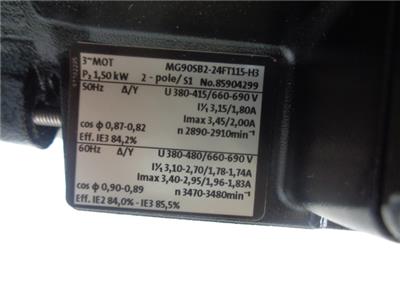 3~MOT MG90SB2-24FT115-H3
P₂ 1,50 kW 2 - pole/S1 No.85904299
50Hz Δ/Y U 380-415/660-690 V
I¹/₁ 3,15/1,80A
Imax 3,45/2,00A
cos φ 0,87-0,82 n 2890-2910min⁻¹
Eff. IE3 84,2%
60Hz Δ/Y U 380-480/660-690 V
I¹/₁ 3,10-2,70/1,78-1,74A
Imax 3,40-2,95/1,96-1,83A
cos φ 0,90-0,89 n 3470-3480min⁻¹
Eff. IE2 84,0% - IE3 85,5%